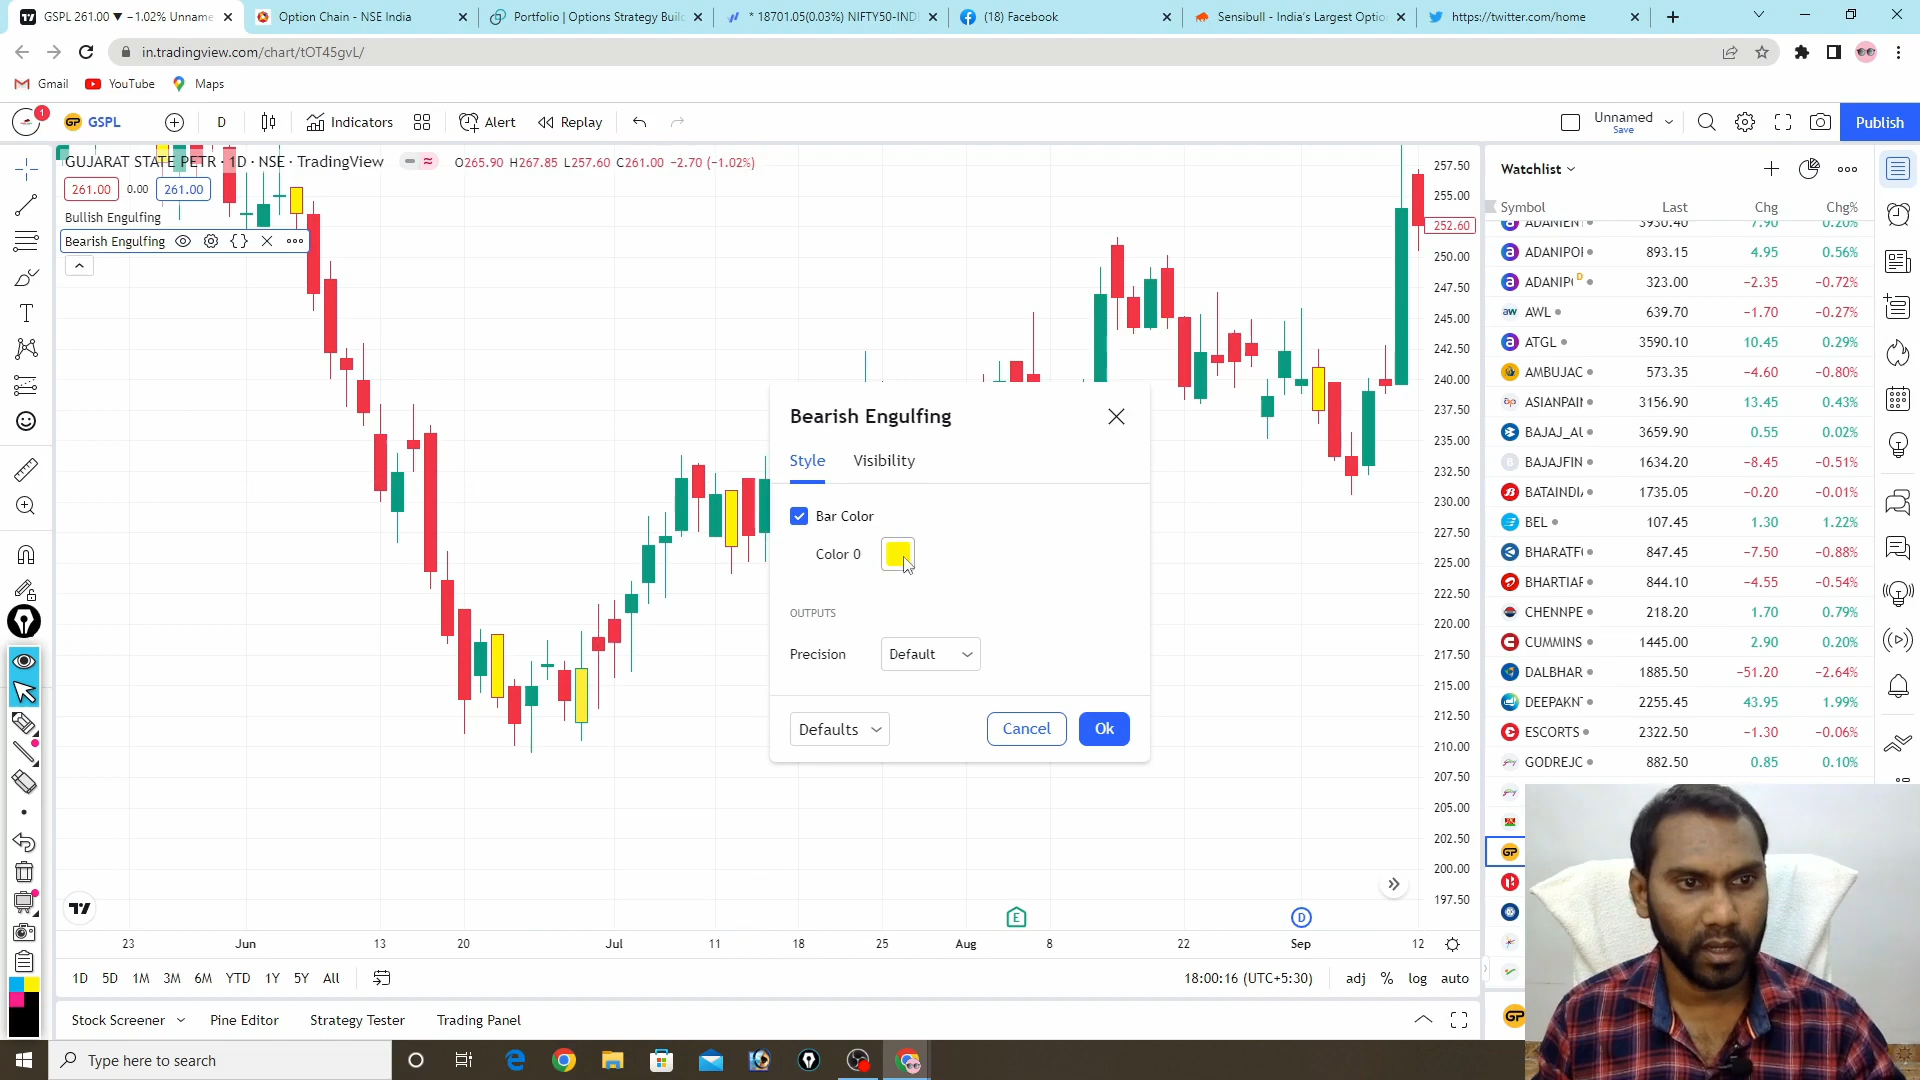 GSPL 261.00 ▼ −1.02% Unname
Option Chain - NSE India
Portfolio | Options Strategy Buil
* 18701.05(0.03%) NIFTY50-IND
(18) Facebook
Sensibull - India's Largest Optio
https://twitter.com/home
in.tradingview.com/chart/tOT45gvL/
Gmail
YouTube
Maps
1
GP
GSPL
D
Indicators
Alert
Replay
Unnamed
Save
Publish
GUJARAT STATE PETR · 1D · NSE · TradingView
O265.90 H267.85 L257.60 C261.00 −2.70 (−1.02%)
261.00
0.00
261.00
Bullish Engulfing
Bearish Engulfing
257.50
255.00
252.60
250.00
247.50
245.00
242.50
240.00
237.50
235.00
232.50
230.00
227.50
225.00
222.50
220.00
217.50
215.00
212.50
210.00
207.50
205.00
202.50
200.00
197.50
Bearish Engulfing
Style
Visibility
Bar Color
Color 0
OUTPUTS
Precision
Default
Defaults
Cancel
Ok
E
D
23
Jun
13
20
Jul
11
18
25
Aug
8
22
Sep
12
1D
5D
1M
3M
6M
YTD
1Y
5Y
All
18:00:16 (UTC+5:30)
adj
%
log
auto
Stock Screener
Pine Editor
Strategy Tester
Trading Panel
Watchlist
Symbol Last Chg Chg%
ADANIEN 3930.40 7.90 0.20%
ADANIPOI 893.15 4.95 0.56%
ADANIP( D 323.00 −2.35 −0.72%
AWL 639.70 −1.70 −0.27%
ATGL 3590.10 10.45 0.29%
AMBUJAC 573.35 −4.60 −0.80%
ASIANPAII 3156.90 13.45 0.43%
BAJAJ_AL 3659.90 0.55 0.02%
BAJAJFIN 1634.20 −8.45 −0.51%
BATAINDI 1735.05 −0.20 −0.01%
BEL 107.45 1.30 1.22%
BHARATF 847.45 −7.50 −0.88%
BHARTIAF 844.10 −4.55 −0.54%
CHENNPE 218.20 1.70 0.79%
CUMMINS 1445.00 2.90 0.20%
DALBHAR 1885.50 −51.20 −2.64%
DEEPAKN 2255.45 43.95 1.99%
ESCORTS 2322.50 −1.30 −0.06%
GODREJC 882.50 0.85 0.10%
GP
GP
Type here to search